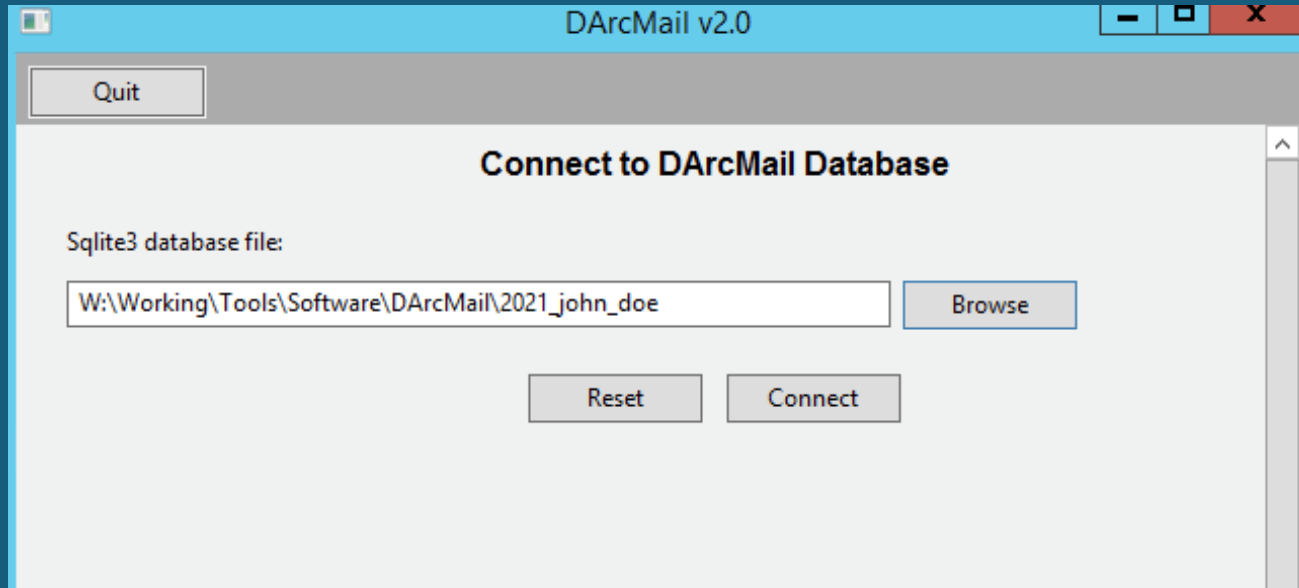 DArcMail v2.0
Quit
Connect to DArcMail Database
Sqlite3 database file:
W:\Working\Tools\Software\DArcMail\2021_john_doe
Browse
Reset
Connect